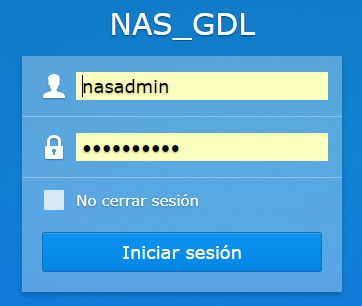 NAS_GDL
nasadmin
••••••••••
No cerrar sesión
Iniciar sesión